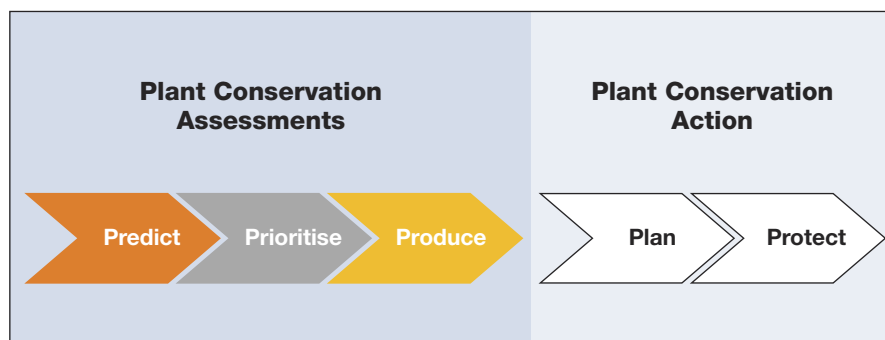 Plant Conservation
Assessments
Plant Conservation
Action
Predict
Prioritise
Produce
Plan
Protect